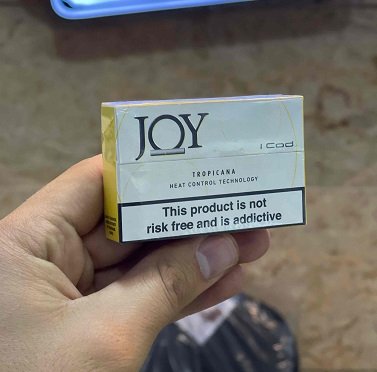 JOY
i Cod
TROPICANA
HEAT CONTROL TECHNOLOGY
This product is not
risk free and is addictive